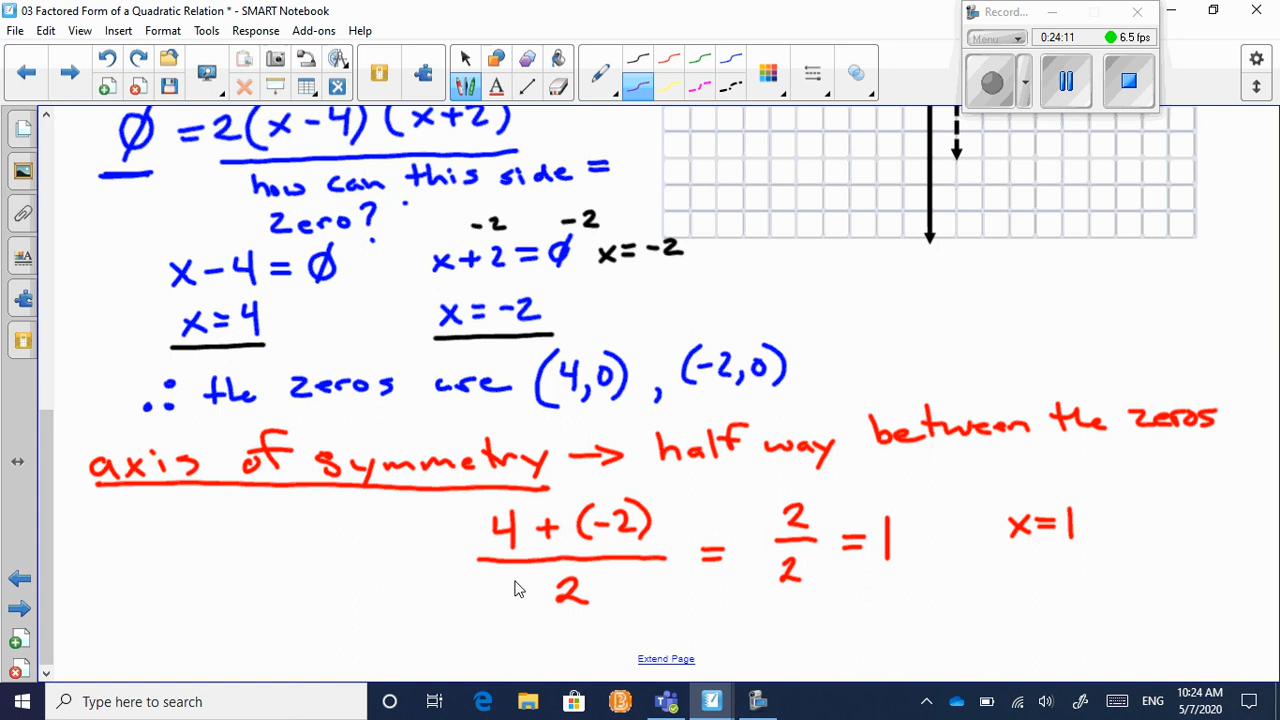 03 Factored Form of a Quadratic Relation * - SMART Notebook
File Edit View Insert Format Tools Response Add-ons Help
Record...
Menu 0:24:11 6.5 fps
∅ = 2(x-4)(x+2)
how can this side =
zero?
-2 -2
x-4=∅ x+2=∅ x=-2
x=4 x=-2
∴ the zeros are (4,0), (-2,0)
axis of symmetry → half way between the zeros
4+(-2)/2 = 2/2 = 1 x=1
Extend Page
Type here to search
ENG
10:24 AM
5/7/2020